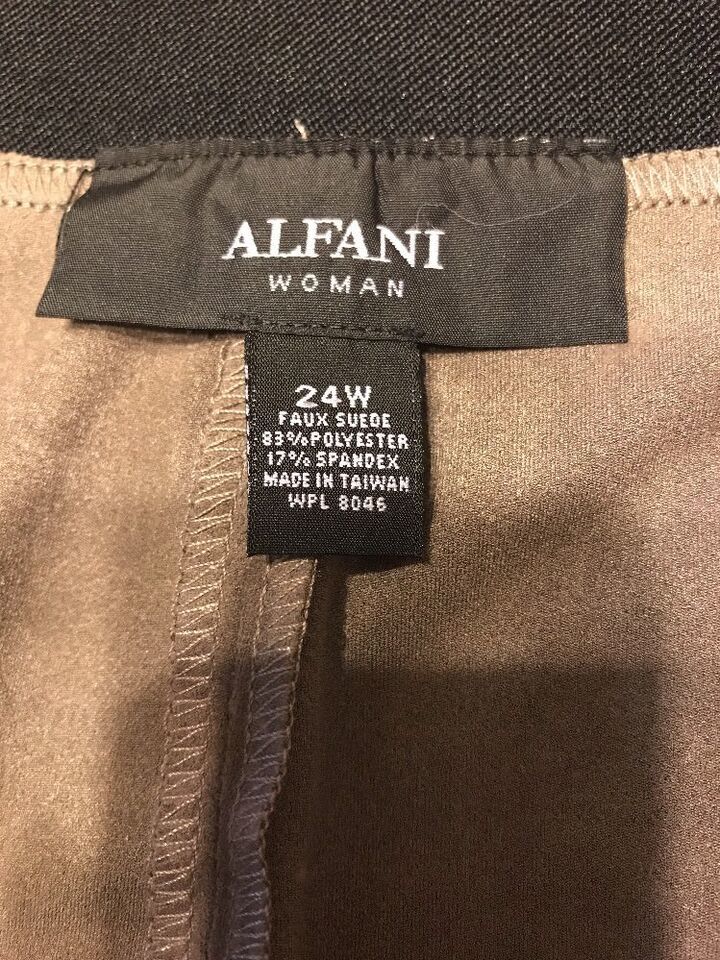 ALFANI
WOMAN
24W
FAUX SUEDE
83% POLYESTER
17% SPANDEX
MADE IN TAIWAN
WPL 8046